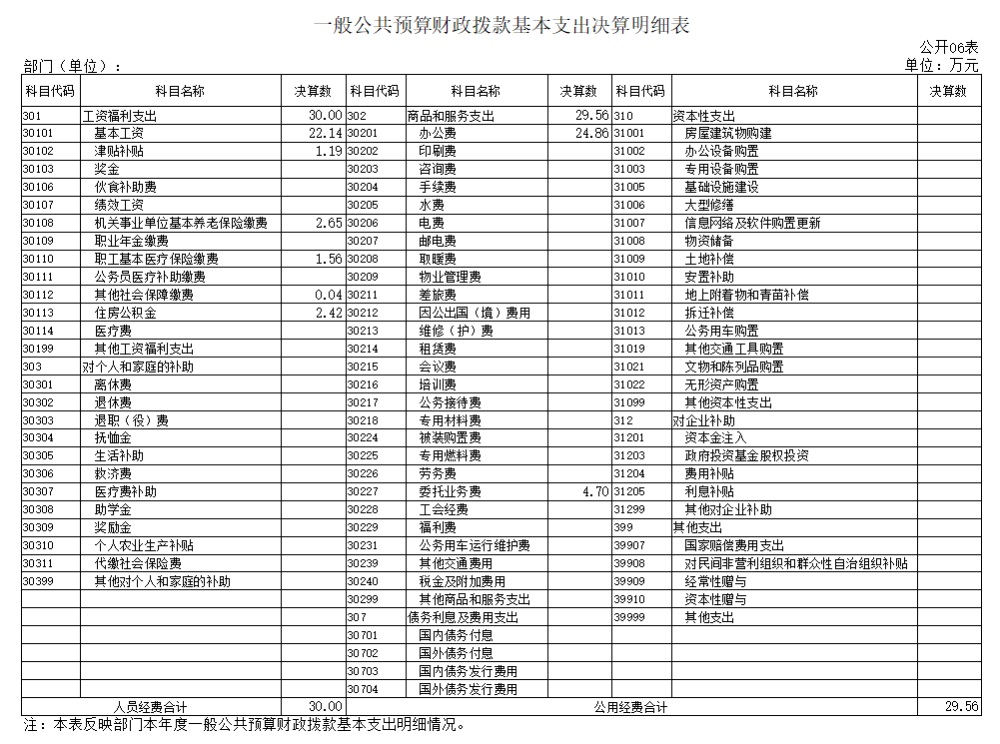 一般公共预算财政拨款基本支出决算明细表
公开06表
部门（单位）：
单位：万元
科目代码 科目名称 决算数 科目代码 科目名称 决算数 科目代码 科目名称 决算数
301 工资福利支出 30.00 302 商品和服务支出 29.56 310 资本性支出
30101 基本工资 22.14 30201 办公费 24.86 31001 房屋建筑物购建
30102 津贴补贴 1.19 30202 印刷费 31002 办公设备购置
30103 奖金 30203 咨询费 31003 专用设备购置
30106 伙食补助费 30204 手续费 31005 基础设施建设
30107 绩效工资 30205 水费 31006 大型修缮
30108 机关事业单位基本养老保险缴费 2.65 30206 电费 31007 信息网络及软件购置更新
30109 职业年金缴费 30207 邮电费 31008 物资储备
30110 职工基本医疗保险缴费 1.56 30208 取暖费 31009 土地补偿
30111 公务员医疗补助缴费 30209 物业管理费 31010 安置补助
30112 其他社会保障缴费 0.04 30211 差旅费 31011 地上附着物和青苗补偿
30113 住房公积金 2.42 30212 因公出国（境）费用 31012 拆迁补偿
30114 医疗费 30213 维修（护）费 31013 公务用车购置
30199 其他工资福利支出 30214 租赁费 31019 其他交通工具购置
303 对个人和家庭的补助 30215 会议费 31021 文物和陈列品购置
30301 离休费 30216 培训费 31022 无形资产购置
30302 退休费 30217 公务接待费 31099 其他资本性支出
30303 退职（役）费 30218 专用材料费 312 对企业补助
30304 抚恤金 30224 被装购置费 31201 资本金注入
30305 生活补助 30225 专用燃料费 31203 政府投资基金股权投资
30306 救济费 30226 劳务费 31204 费用补贴
30307 医疗费补助 30227 委托业务费 4.70 31205 利息补贴
30308 助学金 30228 工会经费 31299 其他对企业补助
30309 奖励金 30229 福利费 399 其他支出
30310 个人农业生产补贴 30231 公务用车运行维护费 39907 国家赔偿费用支出
30311 代缴社会保险费 30239 其他交通费用 39908 对民间非营利组织和群众性自治组织补贴
30399 其他对个人和家庭的补助 30240 税金及附加费用 39909 经常性赠与
30299 其他商品和服务支出 39910 资本性赠与
307 债务利息及费用支出 39999 其他支出
30701 国内债务付息
30702 国外债务付息
30703 国内债务发行费用
30704 国外债务发行费用
人员经费合计 30.00 公用经费合计 29.56
注：本表反映部门本年度一般公共预算财政拨款基本支出明细情况。